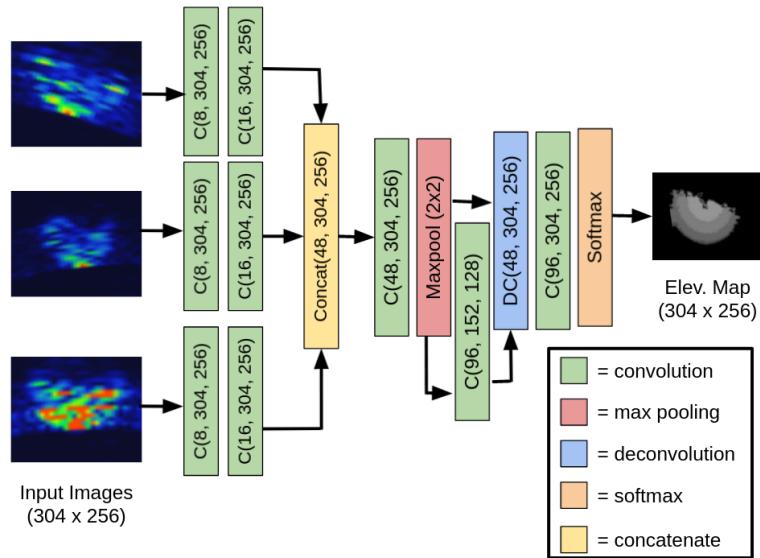 C(8, 304, 256)
C(16, 304, 256)
C(8, 304, 256)
C(16, 304, 256)
C(8, 304, 256)
C(16, 304, 256)
Concat(48, 304, 256)
C(48, 304, 256)
Maxpool (2x2)
C(96, 152, 128)
DC(48, 304, 256)
C(96, 304, 256)
Softmax
Elev. Map
(304 x 256)
Input Images
(304 x 256)
= convolution
= max pooling
= deconvolution
= softmax
= concatenate